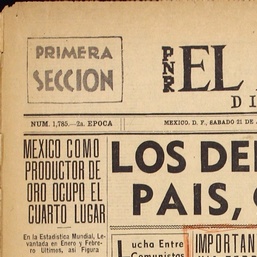 PRIMERA
SECCION
PNR
EL
DI
NUM. 1,785.—2a. EPOCA
MEXICO, D. F., SABADO 21 DE
MEXICO COMO
PRODUCTOR DE
ORO OCUPO EL
CUARTO LUGAR
En la Estadística Mundial, Le-
vantada en Enero y Febre-
ro Ultimos, así Figura
LOS DE
PAIS,
Lucha Entre
Comunistas
IMPORTAN